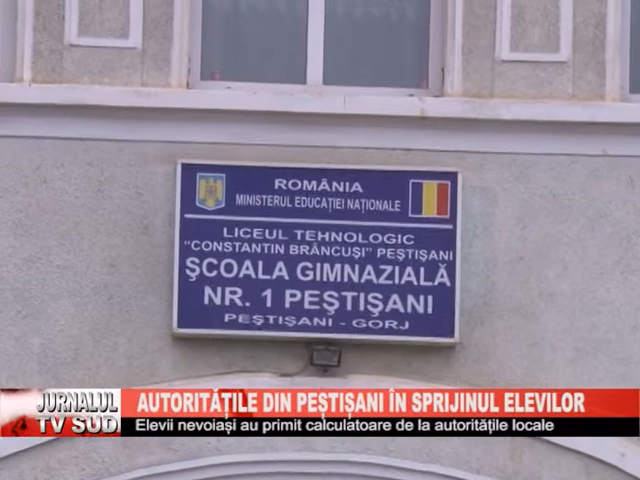 ROMÂNIA
MINISTERUL EDUCAȚIEI NAȚIONALE
LICEUL TEHNOLOGIC
"CONSTANTIN BRÂNCUȘI" PEȘTIȘANI
ȘCOALA GIMNAZIALĂ
NR. 1 PEȘTIȘANI
PEȘTIȘANI - GORJ
JURNALUL
TV SUD
AUTORITĂȚILE DIN PEȘTIȘANI ÎN SPRIJINUL ELEVILOR
Elevii nevoiași au primit calculatoare de la autoritățile locale